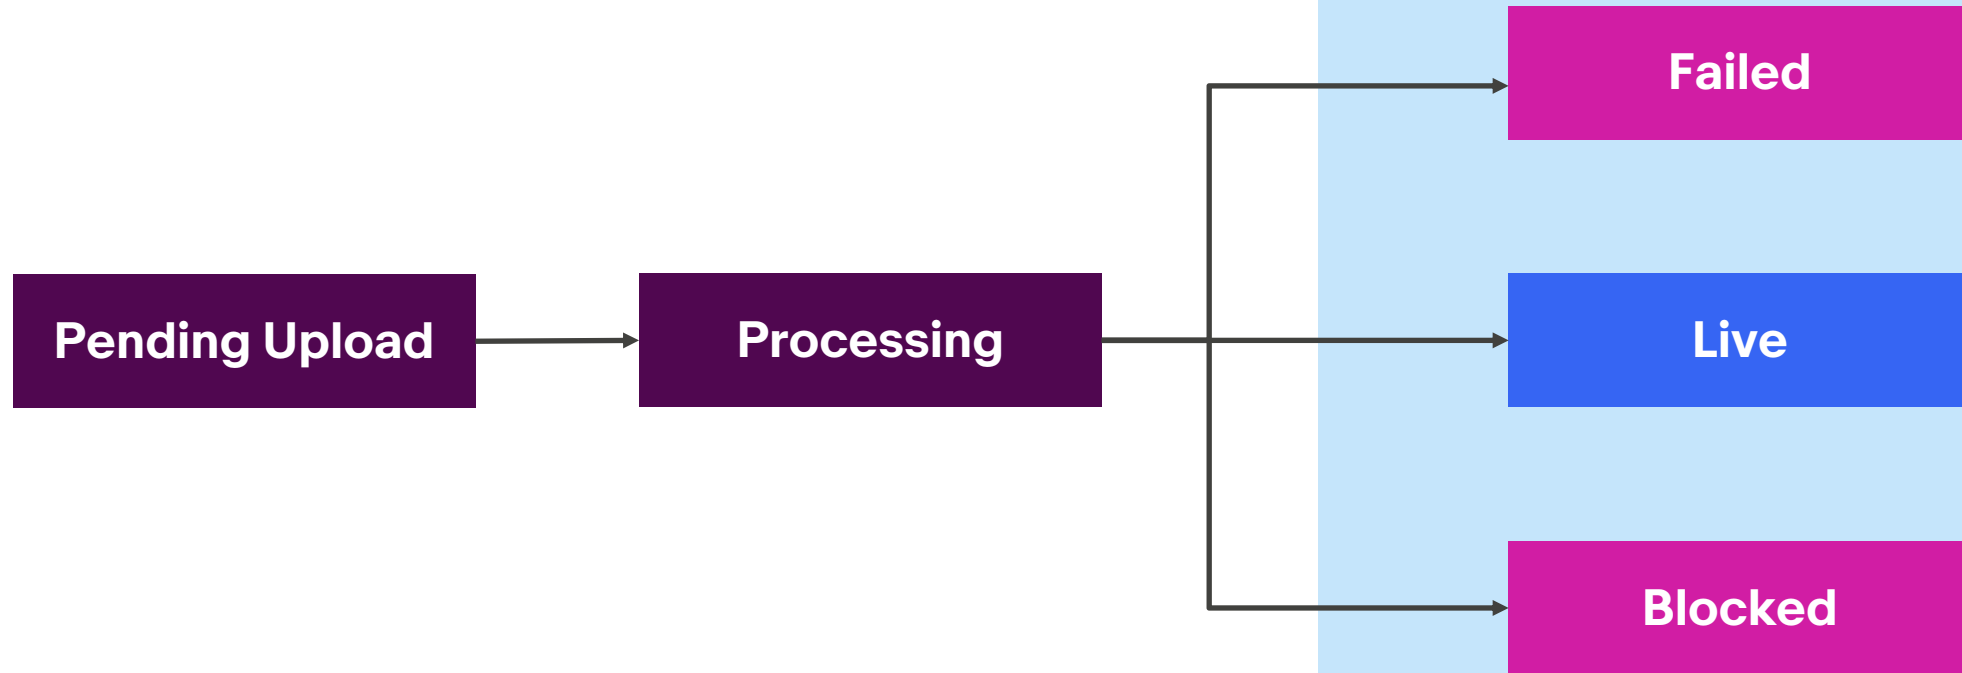 Failed
Pending Upload
Processing
Live
Blocked